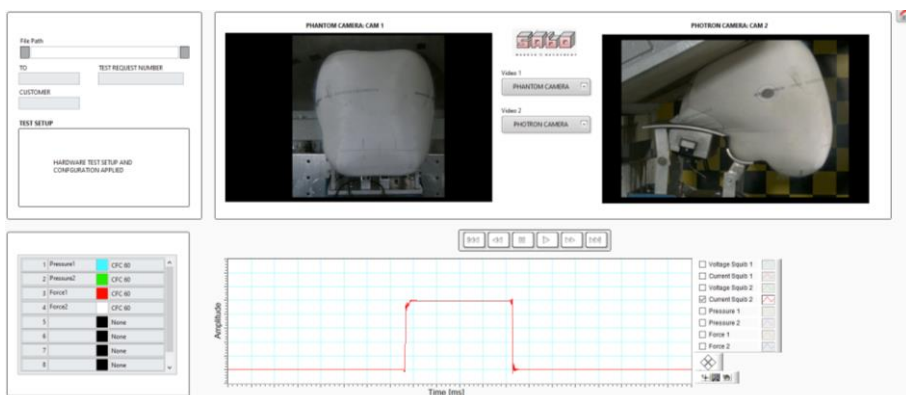 PHANTOM CAMERA: CAM 1
PHOTRON CAMERA: CAM 2
File Path
TO
TEST REQUEST NUMBER
CUSTOMER
TEST SETUP
HARDWARE TEST SETUP AND
CONFIGURATION APPLIED
Video 1
PHANTOM CAMERA
Video 2
PHOTRON CAMERA
1 Pressure1 CFC 60
2 Pressure2 CFC 60
3 Force1 CFC 60
4 Force2 CFC 60
5 None
6 None
7 None
8 None
Amplitude
Time [ms]
Voltage Squib 1
Current Squib 1
Voltage Squib 2
Current Squib 2
Pressure 1
Pressure 2
Force 1
Force 2